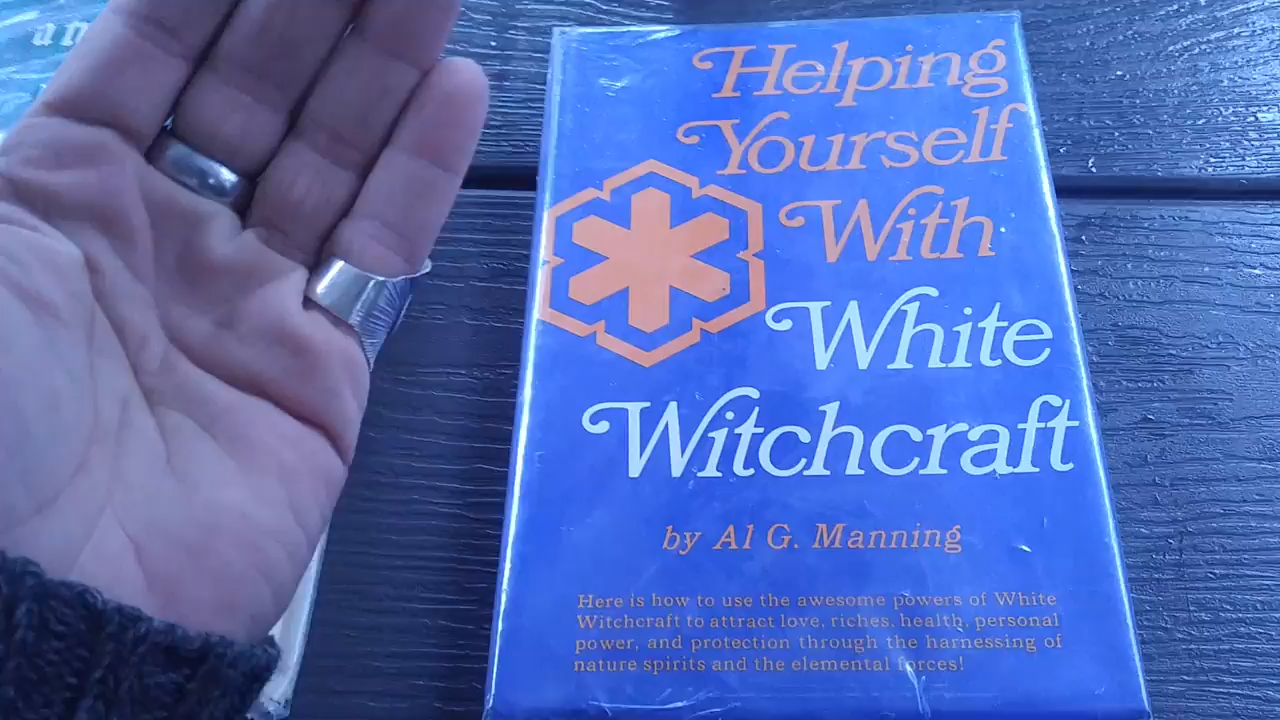 an
Helping
Yourself
With
White
Witchcraft
by Al G. Manning
Here is how to use the awesome powers of White
Witchcraft to attract love, riches, health, personal
power, and protection through the harnessing of
nature spirits and the elemental forces!